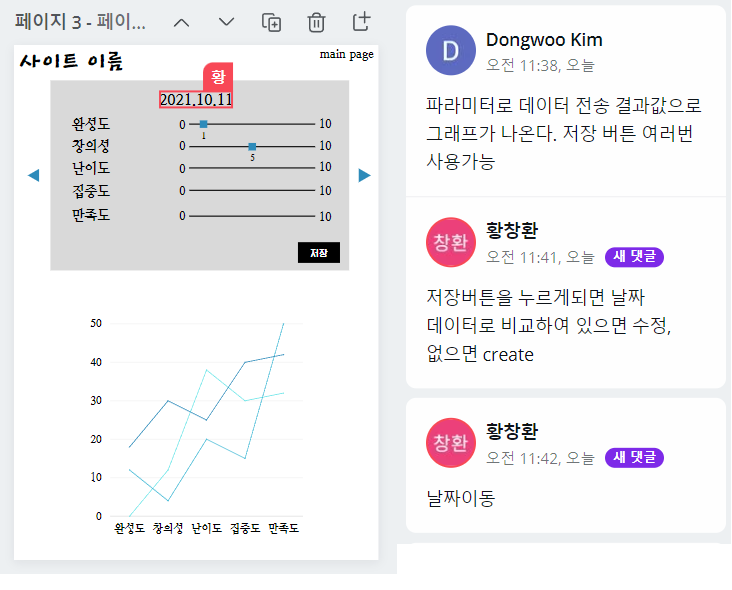 페이지 3 - 페이...
사이트 이름
main page
황
2021.10.11
완성도 0 10
1
창의성 0 10
5
난이도 0 10
집중도 0 10
만족도 0 10
저장
50
40
30
20
10
0
완성도 창의성 난이도 집중도 만족도
D
Dongwoo Kim
오전 11:38, 오늘
파라미터로 데이터 전송 결과값으로
그래프가 나온다. 저장 버튼 여러번
사용가능
창환
황창환
오전 11:41, 오늘 새 댓글
저장버튼을 누르게되면 날짜
데이터로 비교하여 있으면 수정,
없으면 create
창환
황창환
오전 11:42, 오늘 새 댓글
날짜이동